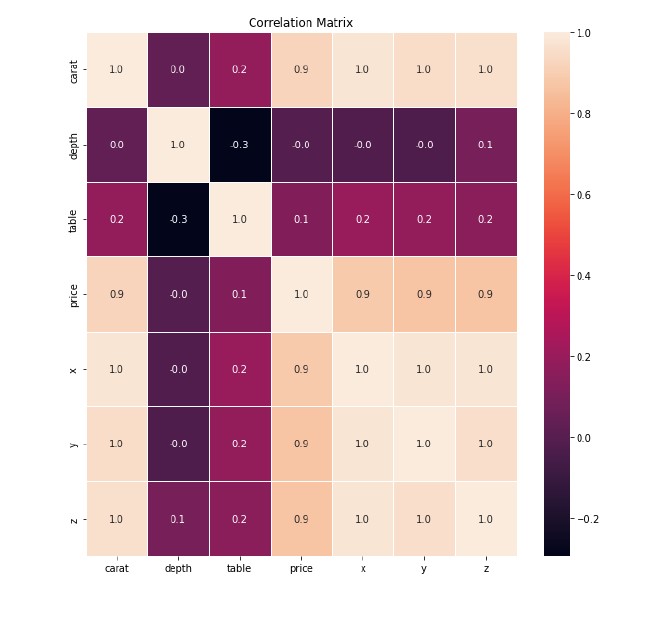 Correlation Matrix
carat 1.0 0.0 0.2 0.9 1.0 1.0 1.0
depth 0.0 1.0 -0.3 -0.0 -0.0 -0.0 0.1
table 0.2 -0.3 1.0 0.1 0.2 0.2 0.2
price 0.9 -0.0 0.1 1.0 0.9 0.9 0.9
x 1.0 -0.0 0.2 0.9 1.0 1.0 1.0
y 1.0 -0.0 0.2 0.9 1.0 1.0 1.0
z 1.0 0.1 0.2 0.9 1.0 1.0 1.0
carat depth table price x y z
1.0
0.8
0.6
0.4
0.2
0.0
−0.2